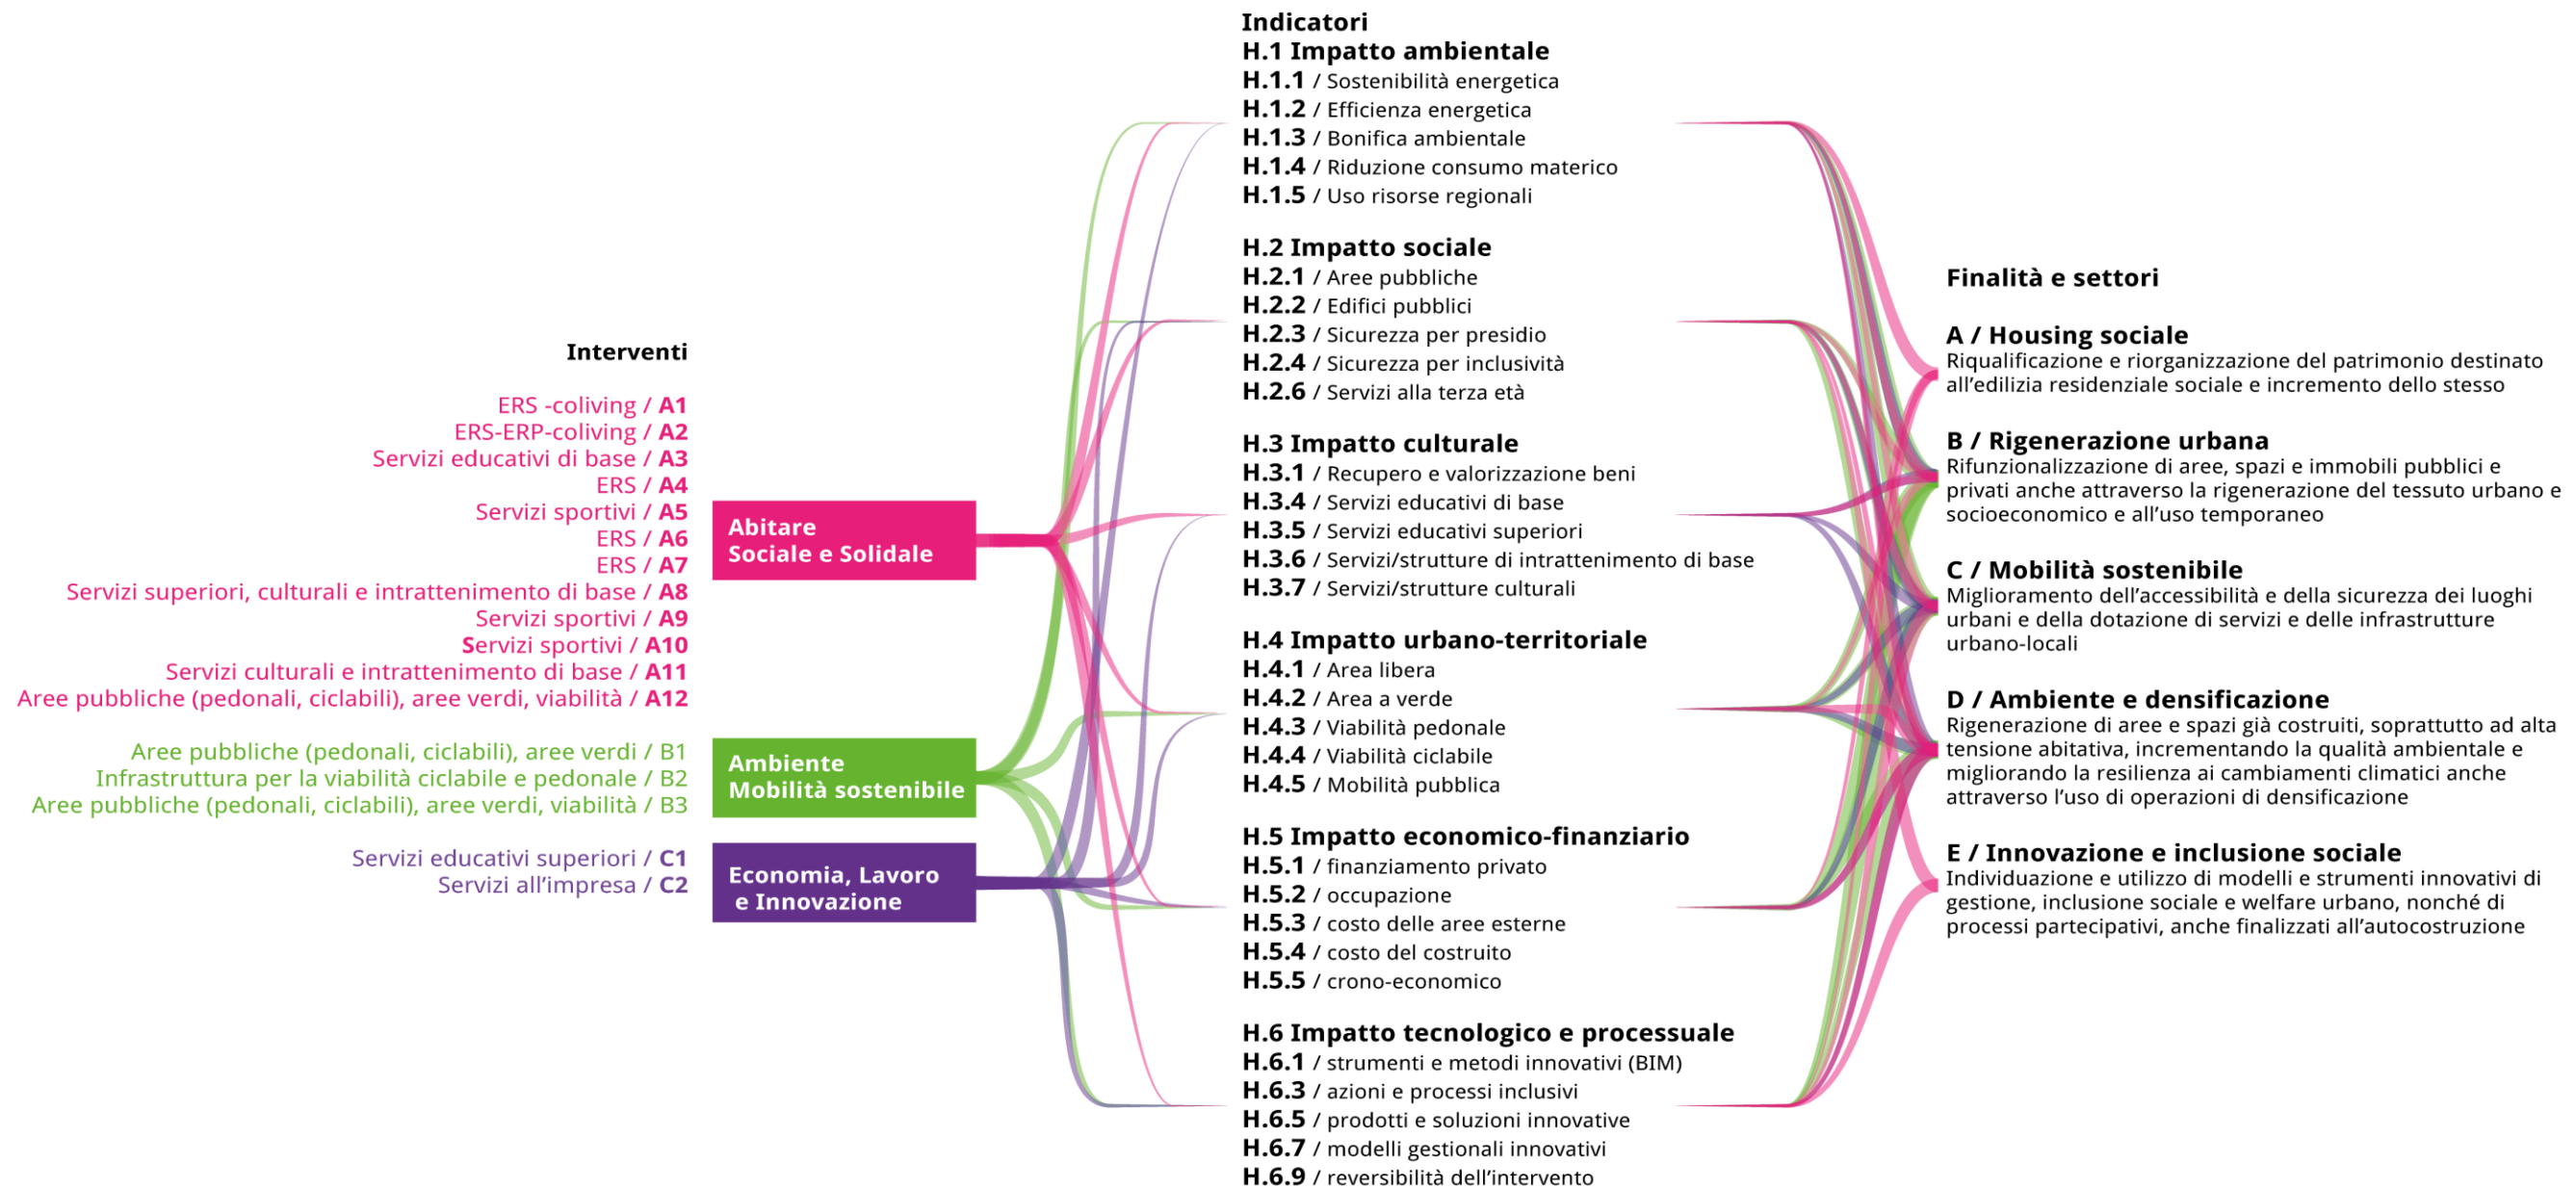 Interventi
ERS -coliving / A1
ERS-ERP-coliving / A2
Servizi educativi di base / A3
ERS / A4
Servizi sportivi / A5
ERS / A6
ERS / A7
Servizi superiori, culturali e intrattenimento di base / A8
Servizi sportivi / A9
Servizi sportivi / A10
Servizi culturali e intrattenimento di base / A11
Aree pubbliche (pedonali, ciclabili), aree verdi, viabilità / A12
Aree pubbliche (pedonali, ciclabili), aree verdi / B1
Infrastruttura per la viabilità ciclabile e pedonale / B2
Aree pubbliche (pedonali, ciclabili), aree verdi, viabilità / B3
Servizi educativi superiori / C1
Servizi all’impresa / C2
Abitare
Sociale e Solidale
Ambiente
Mobilità sostenibile
Economia, Lavoro
e Innovazione
Indicatori
H.1 Impatto ambientale
H.1.1 / Sostenibilità energetica
H.1.2 / Efficienza energetica
H.1.3 / Bonifica ambientale
H.1.4 / Riduzione consumo materico
H.1.5 / Uso risorse regionali
H.2 Impatto sociale
H.2.1 / Aree pubbliche
H.2.2 / Edifici pubblici
H.2.3 / Sicurezza per presidio
H.2.4 / Sicurezza per inclusività
H.2.6 / Servizi alla terza età
H.3 Impatto culturale
H.3.1 / Recupero e valorizzazione beni
H.3.4 / Servizi educativi di base
H.3.5 / Servizi educativi superiori
H.3.6 / Servizi/strutture di intrattenimento di base
H.3.7 / Servizi/strutture culturali
H.4 Impatto urbano-territoriale
H.4.1 / Area libera
H.4.2 / Area a verde
H.4.3 / Viabilità pedonale
H.4.4 / Viabilità ciclabile
H.4.5 / Mobilità pubblica
H.5 Impatto economico-finanziario
H.5.1 / finanziamento privato
H.5.2 / occupazione
H.5.3 / costo delle aree esterne
H.5.4 / costo del costruito
H.5.5 / crono-economico
H.6 Impatto tecnologico e processuale
H.6.1 / strumenti e metodi innovativi (BIM)
H.6.3 / azioni e processi inclusivi
H.6.5 / prodotti e soluzioni innovative
H.6.7 / modelli gestionali innovativi
H.6.9 / reversibilità dell’intervento
Finalità e settori
A / Housing sociale
Riqualificazione e riorganizzazione del patrimonio destinato
all’edilizia residenziale sociale e incremento dello stesso
B / Rigenerazione urbana
Rifunzionalizzazione di aree, spazi e immobili pubblici e
privati anche attraverso la rigenerazione del tessuto urbano e
socioeconomico e all’uso temporaneo
C / Mobilità sostenibile
Miglioramento dell’accessibilità e della sicurezza dei luoghi
urbani e della dotazione di servizi e delle infrastrutture
urbano-locali
D / Ambiente e densificazione
Rigenerazione di aree e spazi già costruiti, soprattutto ad alta
tensione abitativa, incrementando la qualità ambientale e
migliorando la resilienza ai cambiamenti climatici anche
attraverso l’uso di operazioni di densificazione
E / Innovazione e inclusione sociale
Individuazione e utilizzo di modelli e strumenti innovativi di
gestione, inclusione sociale e welfare urbano, nonché di
processi partecipativi, anche finalizzati all’autocostruzione